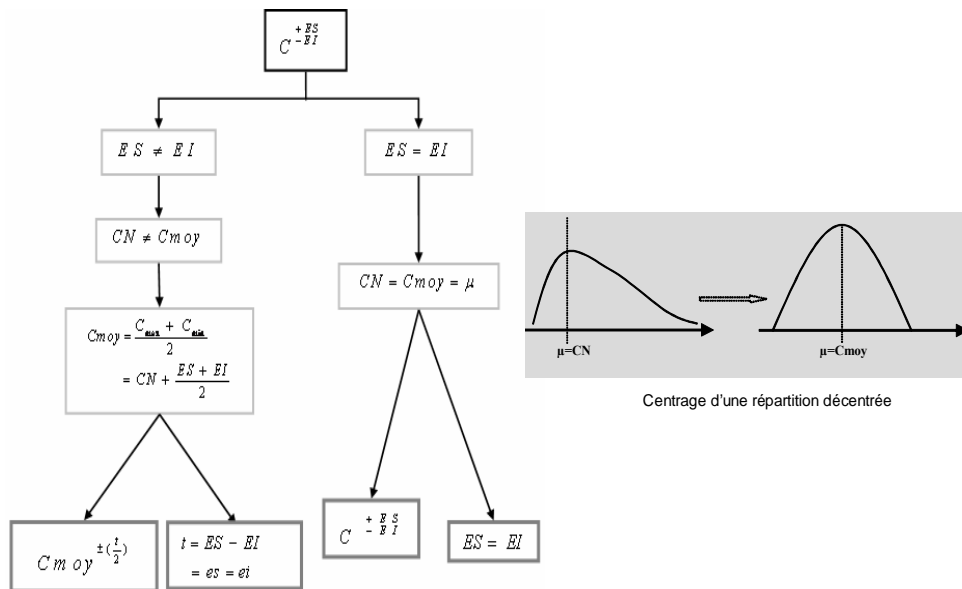 C +ES -EI
ES ≠ EI
ES = EI
CN ≠ Cmoy
CN = Cmoy = μ
Cmoy = (Cmax + Cmin) / 2
= CN + (ES + EI) / 2
Cmoy ±(t/2)
t = ES − EI
= es = ei
C +ES -EI
ES = EI
μ=CN
μ=Cmoy
Centrage d'une répartition décentrée